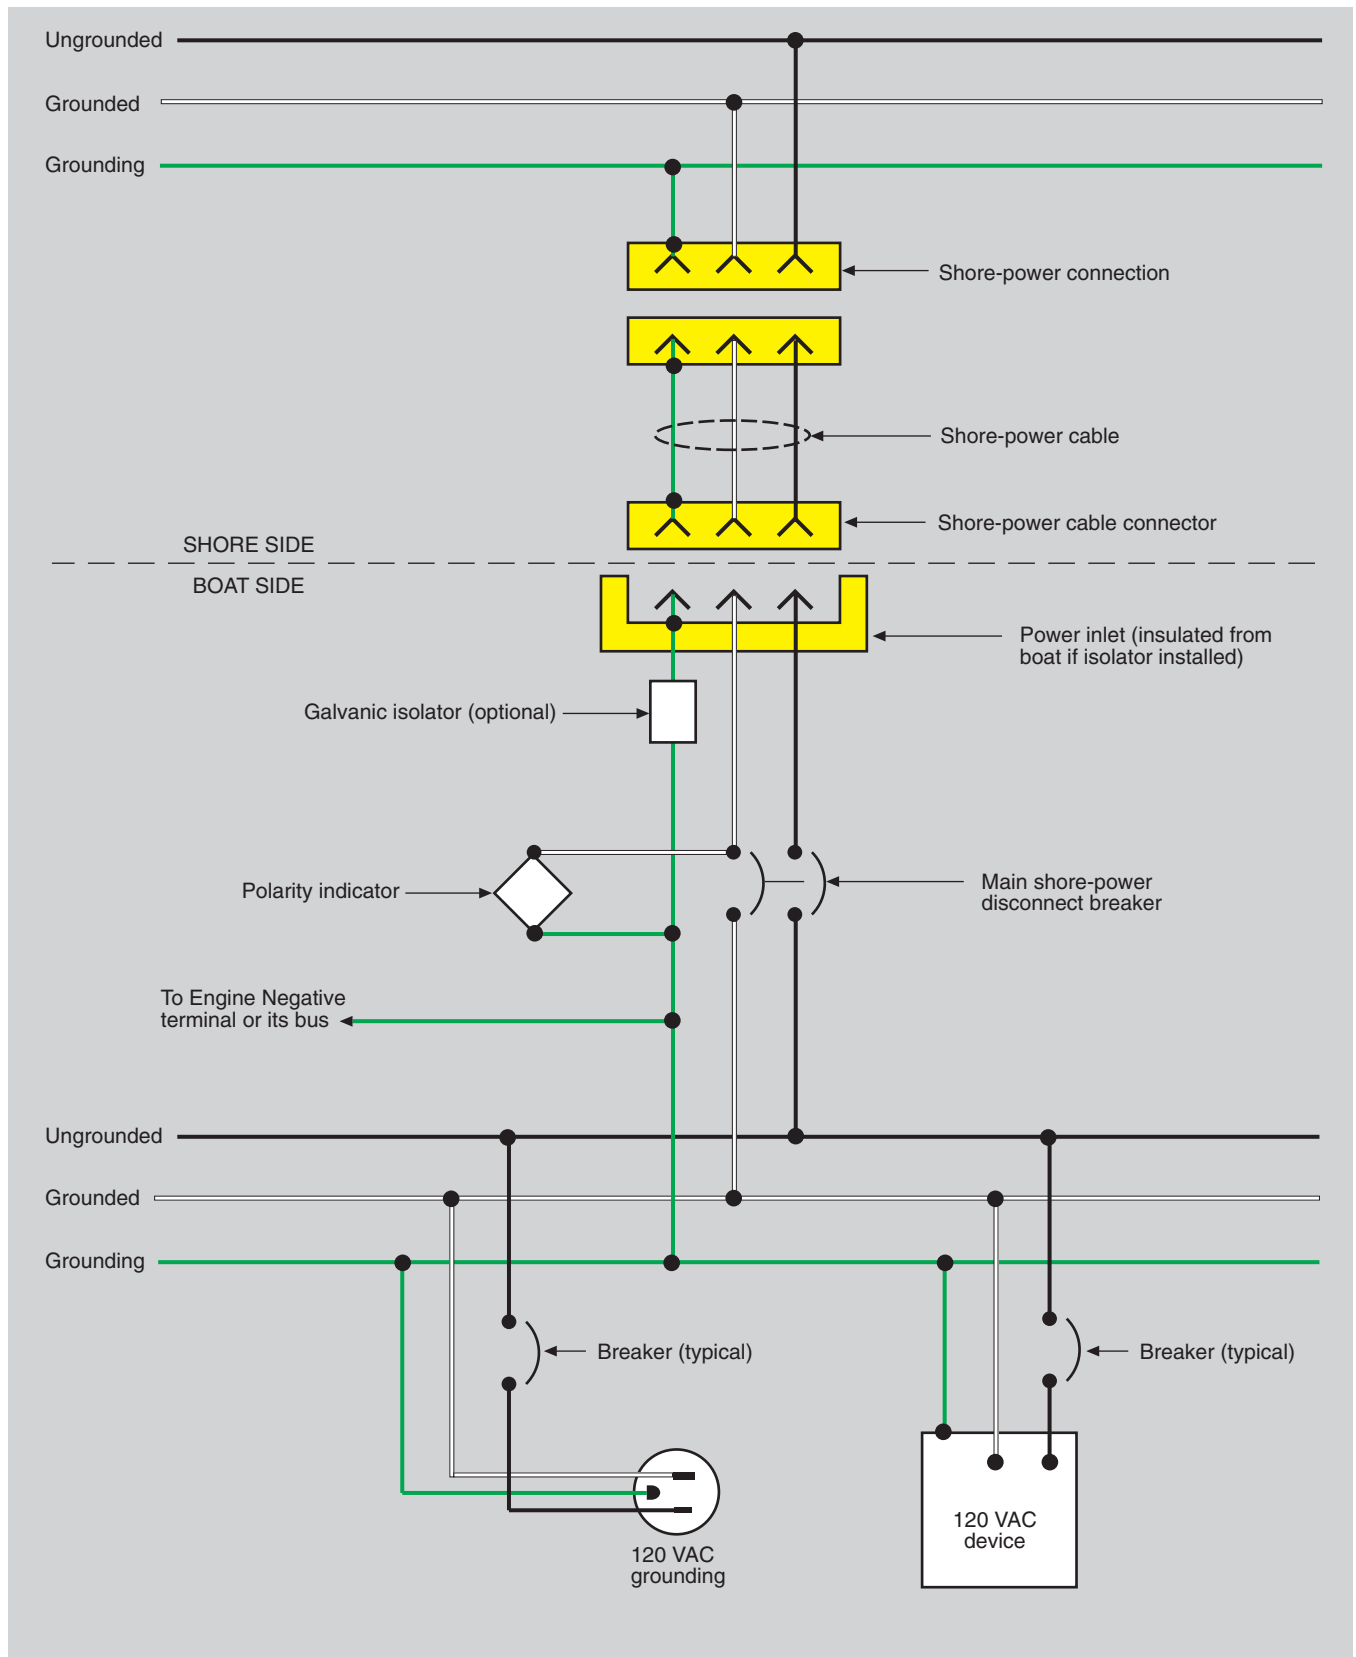 Ungrounded
Grounded
Grounding
Shore-power connection
Shore-power cable
Shore-power cable connector
SHORE SIDE
BOAT SIDE
Power inlet (insulated from
boat if isolator installed)
Galvanic isolator (optional)
Polarity indicator
Main shore-power
disconnect breaker
To Engine Negative
terminal or its bus
Ungrounded
Grounded
Grounding
Breaker (typical)
Breaker (typical)
120 VAC
device
120 VAC
grounding